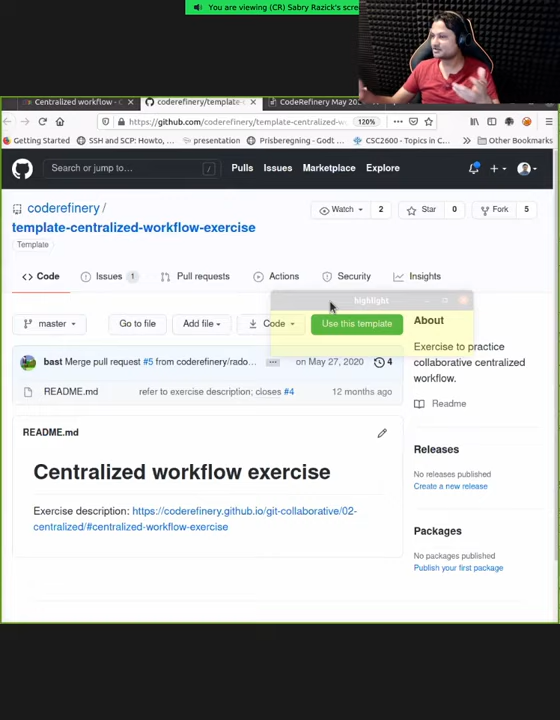 You are viewing (CR) Sabry Razick's scre
Centralized workflow - C
coderefinery/template-
CodeRefinery May 20
https://github.com/coderefinery/template-centralized-w
120%
Getting Started
SSH and SCP: Howto, ...
presentation
Prisberegning - Godt ...
CSC2600 - Topics in C...
Other Bookmarks
Search or jump to...
/
Pulls
Issues
Marketplace
Explore
coderefinery /
template-centralized-workflow-exercise
Template
Watch
2
Star
0
Fork
5
Code
Issues 1
Pull requests
Actions
Security
Insights
highlight
master
Go to file
Add file
Code
Use this template
bast Merge pull request #5 from coderefinery/rado...
on May 27, 2020
4
README.md
refer to exercise description; closes #4
12 months ago
README.md
Centralized workflow exercise
Exercise description: https://coderefinery.github.io/git-collaborative/02-
centralized/#centralized-workflow-exercise
About
Exercise to practice
collaborative centralized
workflow.
Readme
Releases
No releases published
Create a new release
Packages
No packages published
Publish your first package